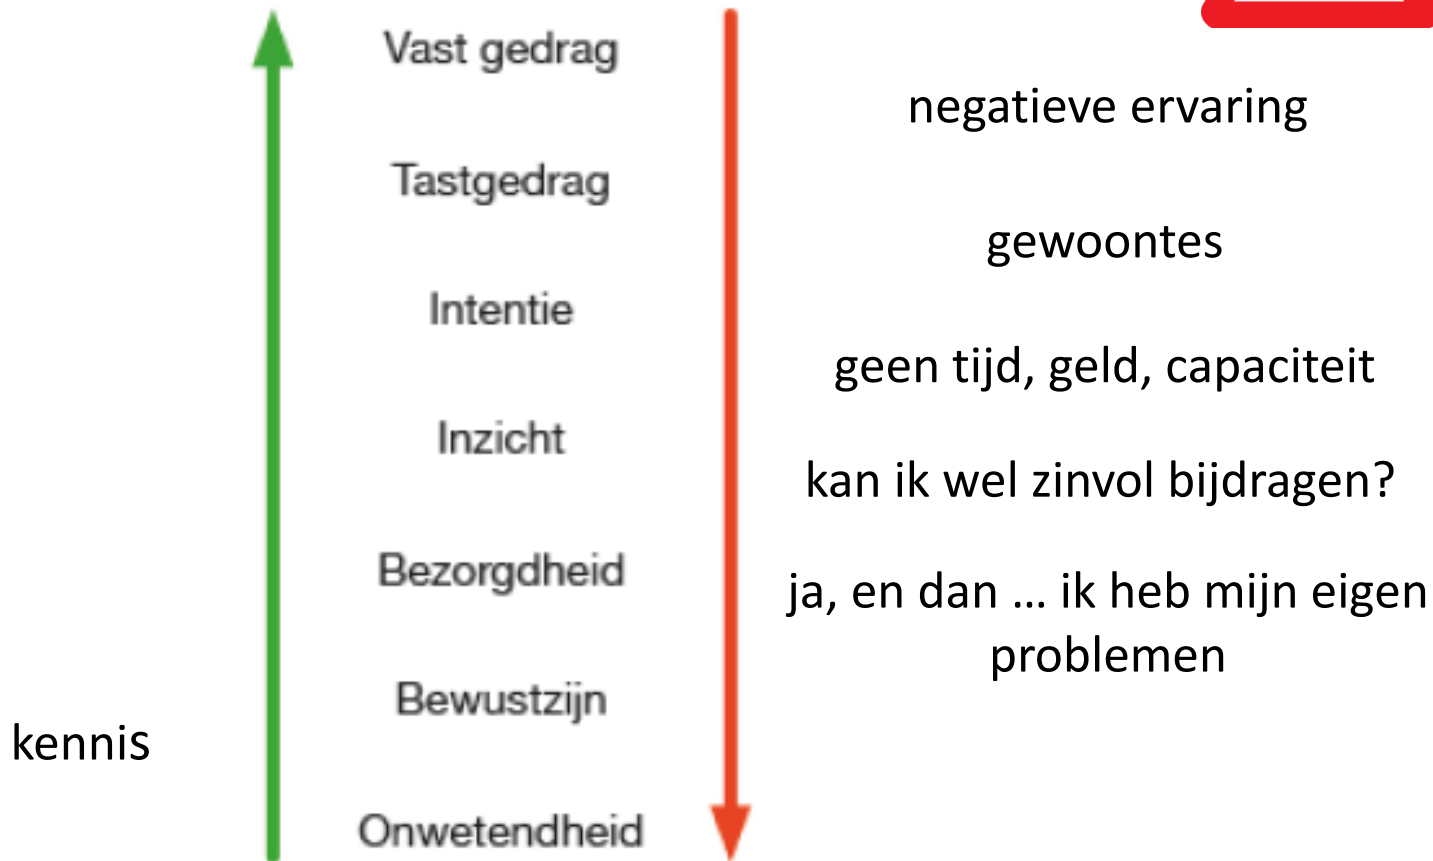 Vast gedrag
negatieve ervaring
Tastgedrag
gewoontes
Intentie
geen tijd, geld, capaciteit
Inzicht
kan ik wel zinvol bijdragen?
Bezorgdheid
ja, en dan ... ik heb mijn eigen
problemen
Bewustzijn
kennis
Onwetendheid